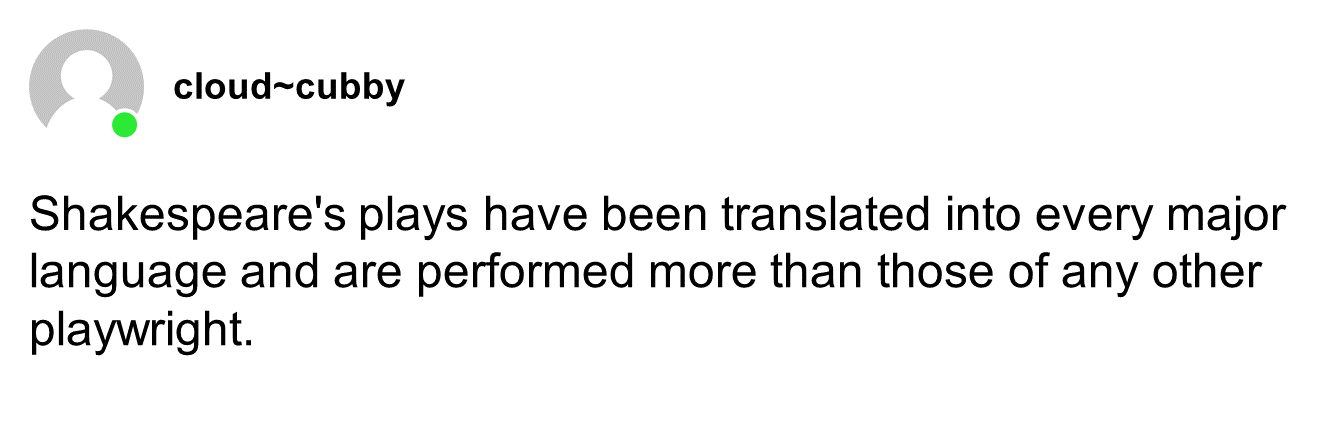 cloud~cubby
Shakespeare's plays have been translated into every major
language and are performed more than those of any other
playwright.